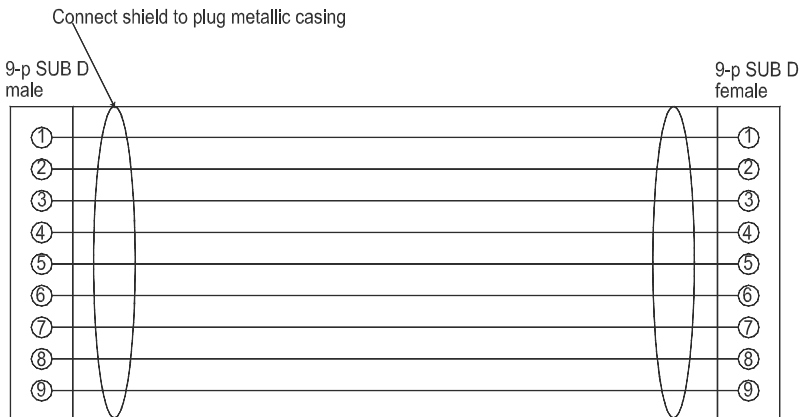 Connect shield to plug metallic casing
9-p SUB D
male
9-p SUB D
female
1 1
2 2
3 3
4 4
5 5
6 6
7 7
8 8
9 9